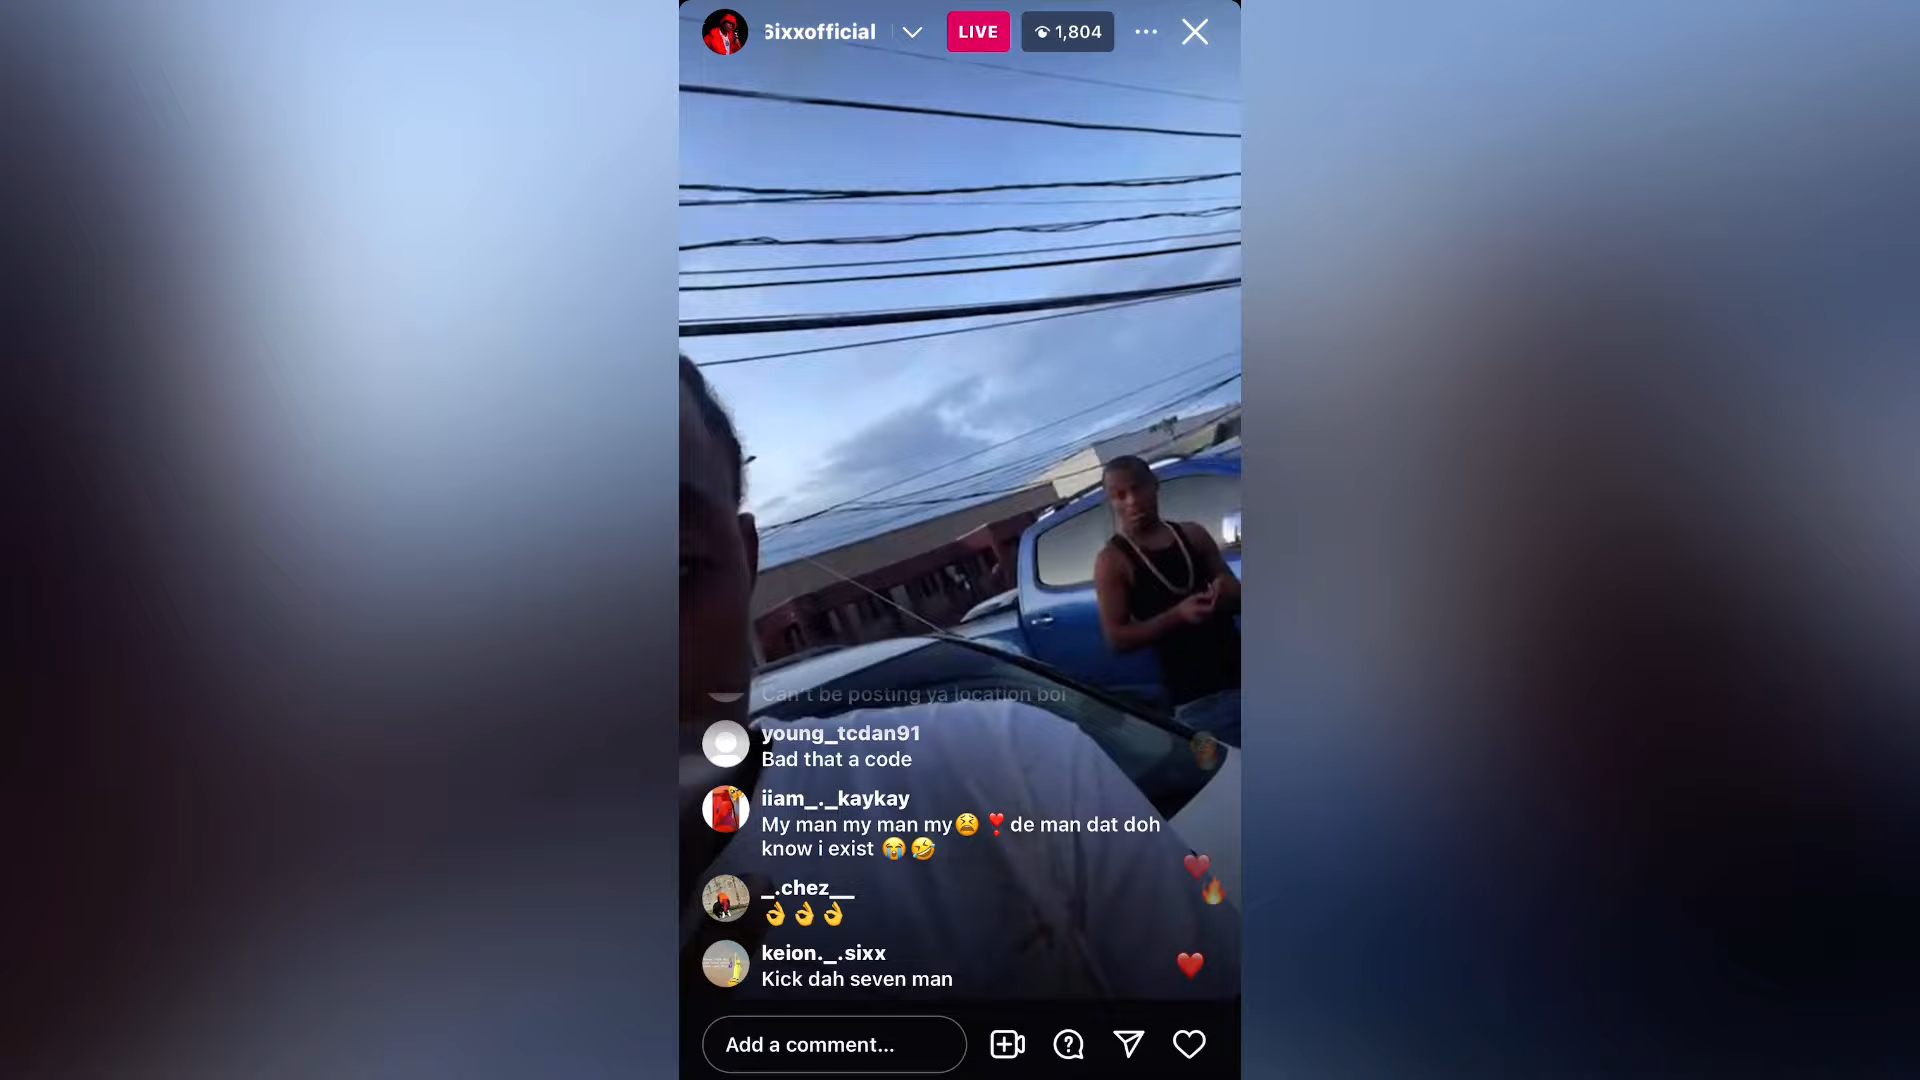 6ixxofficial
LIVE
1,804
Can't be posting ya location boi
young_tcdan91
Bad that a code
iiam_._kaykay
My man my man my😫 ❣️de man dat doh
know i exist 😭🤣
_.chez__
👌👌👌
keion._.sixx
Kick dah seven man
Add a comment...